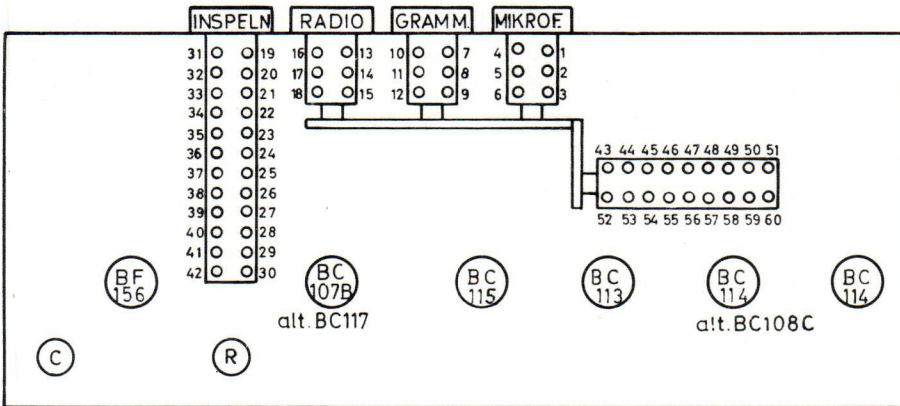 INSPELN RADIO GRAMM. MIKROF.
31 19 16 13 10 7 4 1
32 20 17 14 11 8 5 2
33 21 18 15 12 9 6 3
34 22
35 23
36 24
37 25
38 26
39 27
40 28
41 29
42 30
43 44 45 46 47 48 49 50 51
52 53 54 55 56 57 58 59 60
BF 156
BC 107B
alt. BC117
BC 115
BC 113
BC 114
alt. BC108C
BC 114
C
R